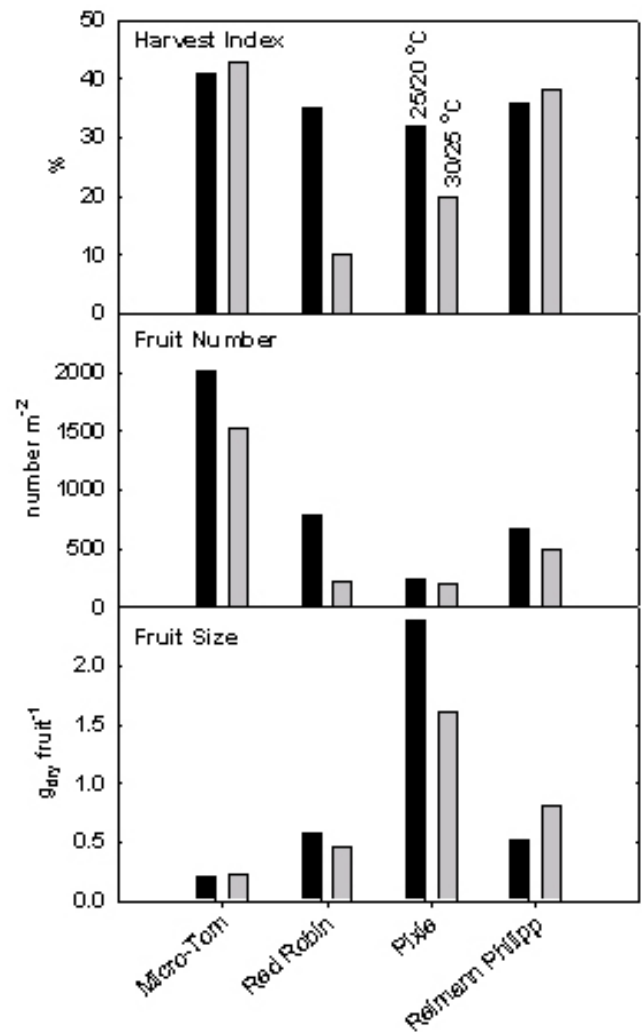 Harvest Index
50
40
30
20
10
0
%
25/20 °C
30/25 °C
Fruit Number
2000
1500
1000
500
0
number m⁻²
Fruit Size
2.0
1.5
1.0
0.5
0.0
g dry fruit⁻¹
Micro-Tom
Red Robin
Pixie
Reimann Philipp